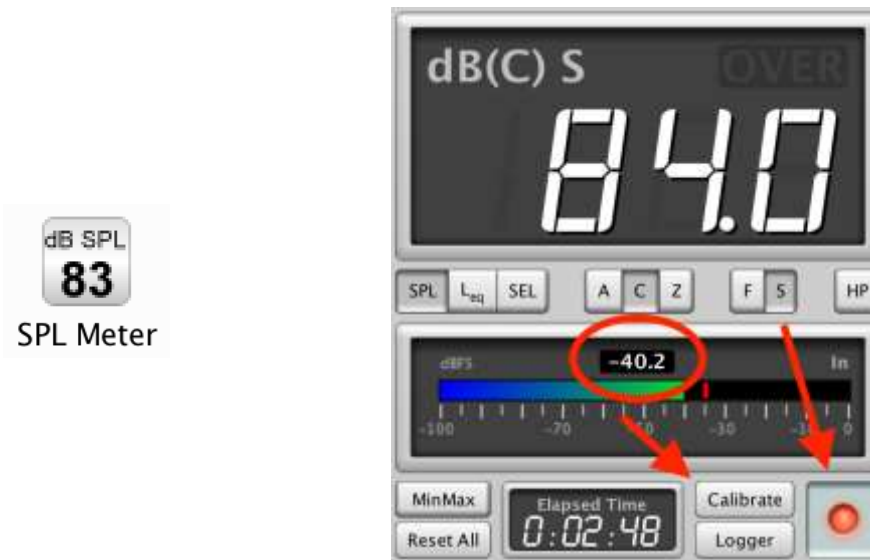 dB SPL
83
SPL Meter
dB(C) S OVER
84.0
SPL Leq SEL A C Z F S HP
dBFS -40.2 In
-100 -70 -30 0
MinMax Elapsed Time Calibrate
Reset All 0:02:48 Logger